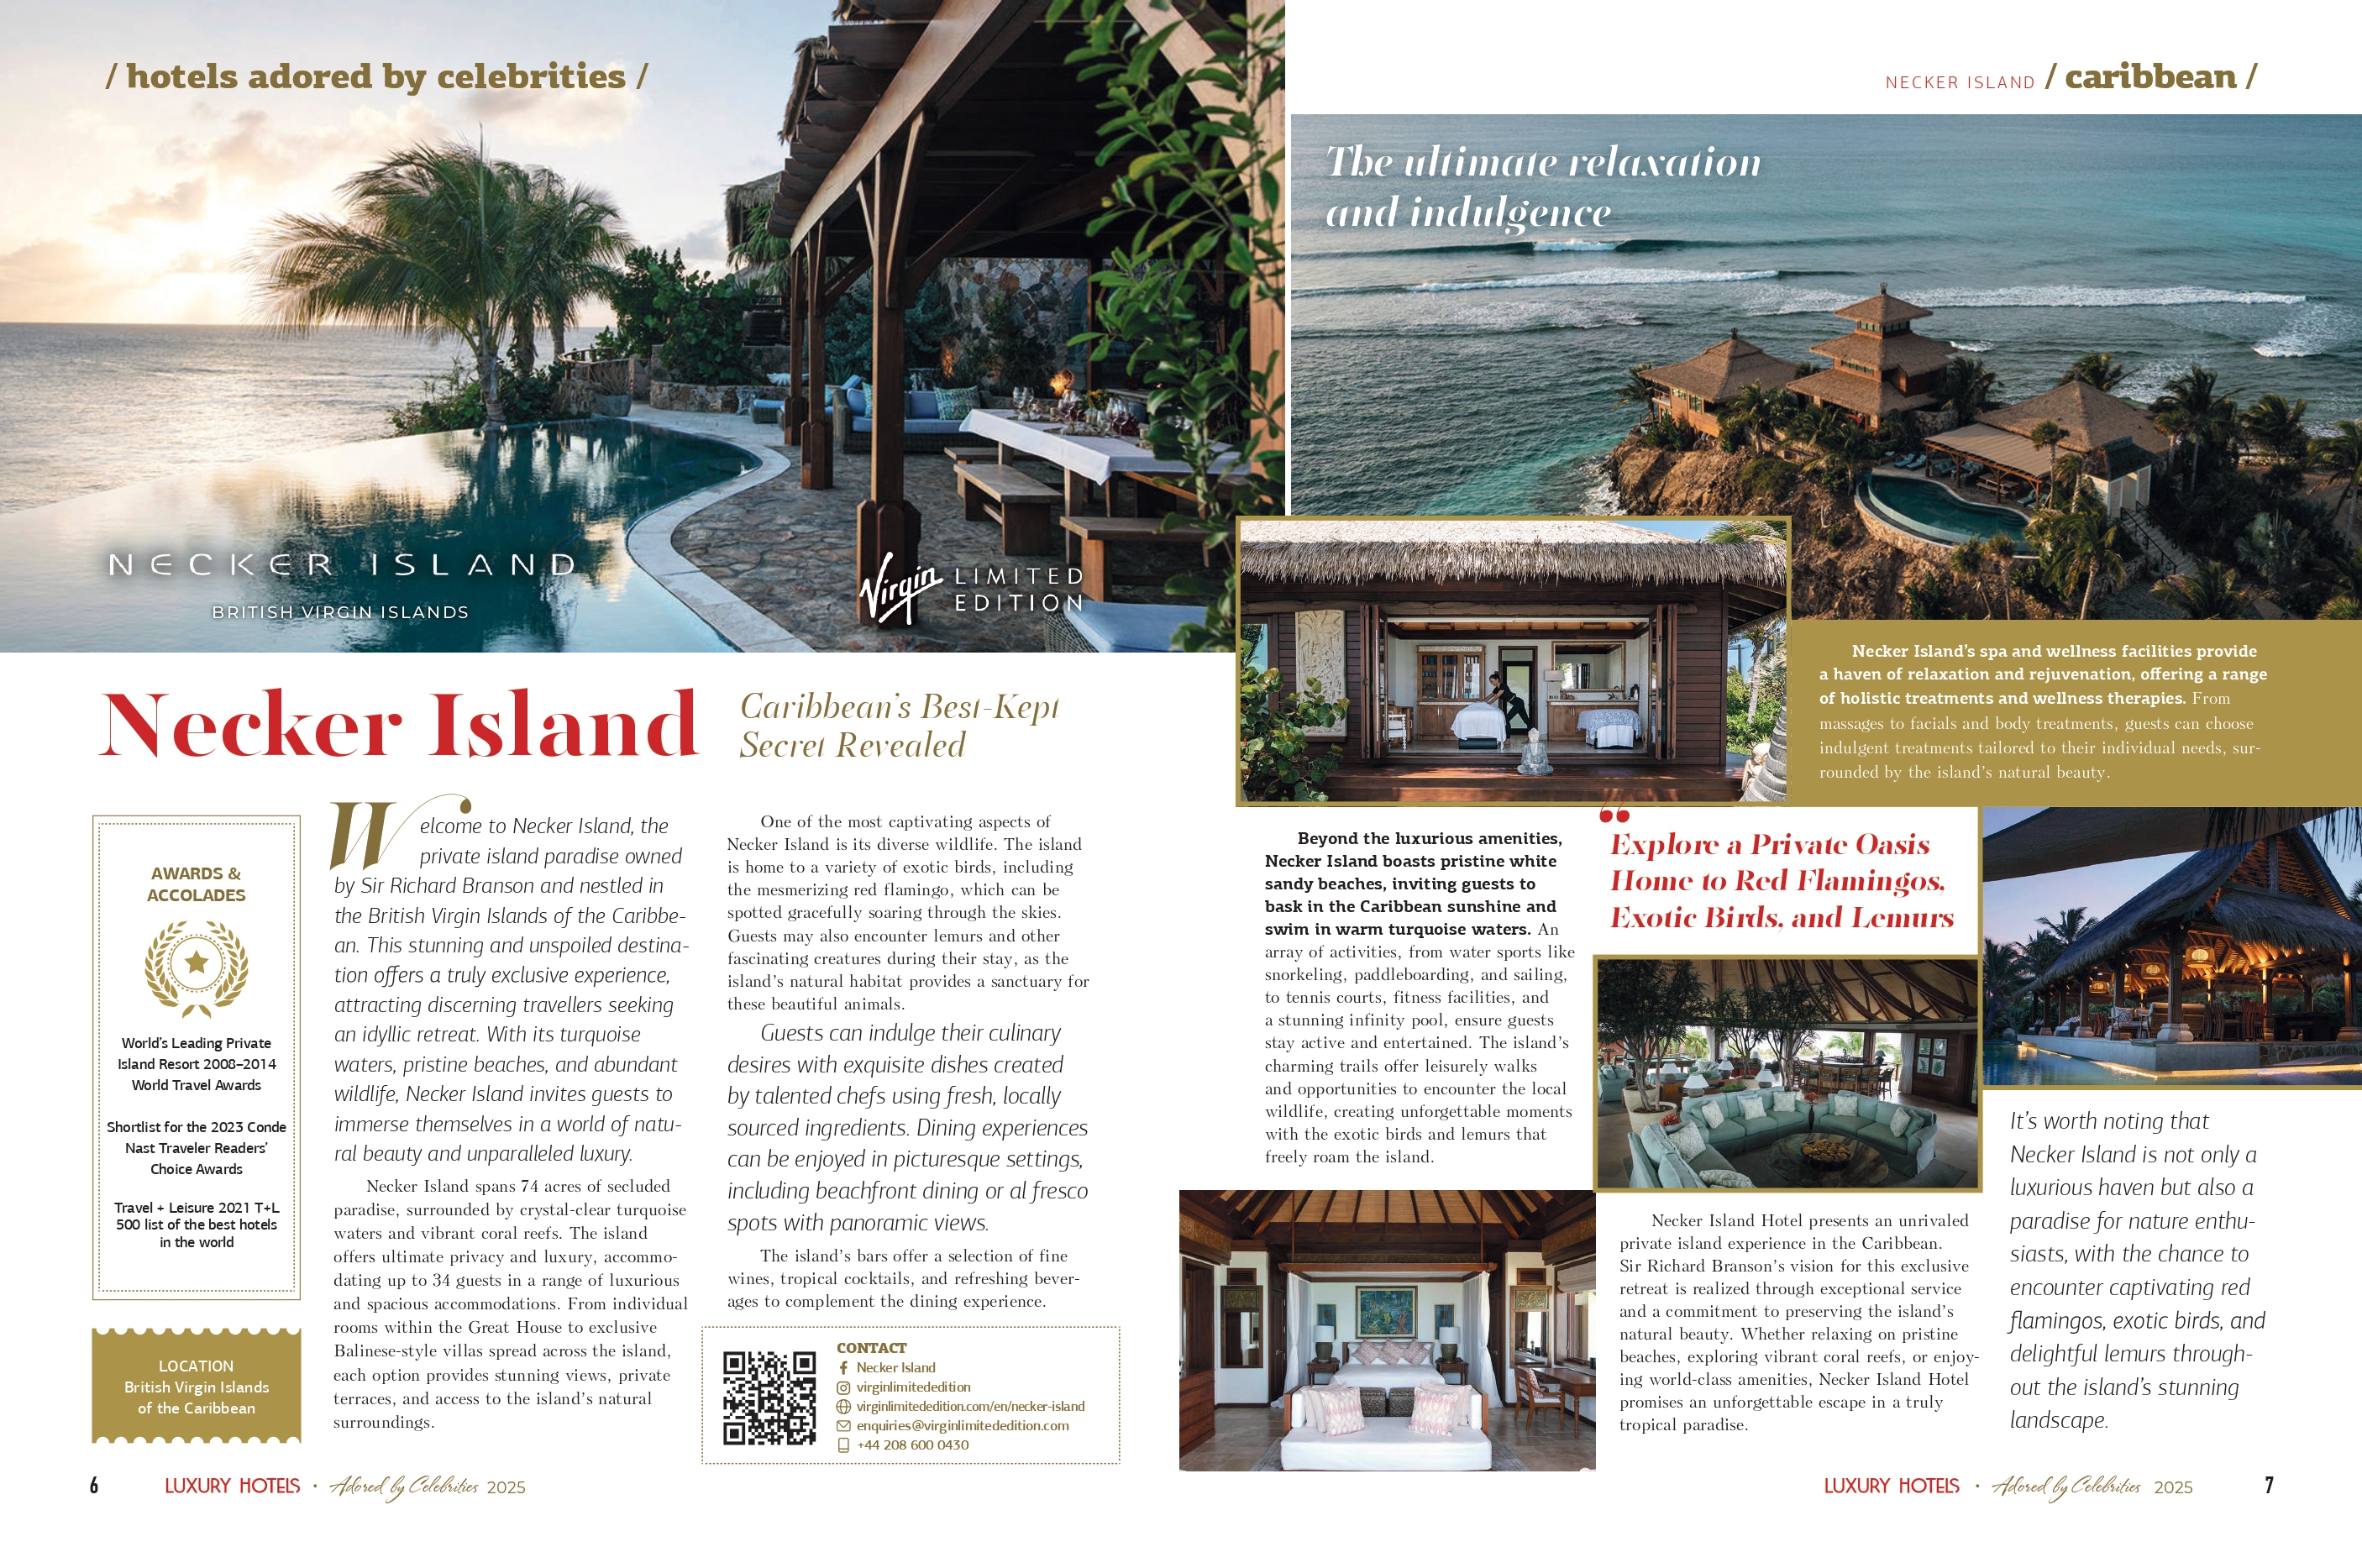 / hotels adored by celebrities /
NECKER ISLAND
BRITISH VIRGIN ISLANDS
Virgin LIMITED
EDITION
Necker Island
Caribbean's Best-Kept
Secret Revealed
AWARDS &
ACCOLADES
World's Leading Private
Island Resort 2008–2014
World Travel Awards
Shortlist for the 2023 Conde
Nast Traveler Readers'
Choice Awards
Travel + Leisure 2021 T+L
500 list of the best hotels
in the world
LOCATION
British Virgin Islands
of the Caribbean
Welcome to Necker Island, the
private island paradise owned
by Sir Richard Branson and nestled in
the British Virgin Islands of the Caribbe-
an. This stunning and unspoiled destina-
tion offers a truly exclusive experience,
attracting discerning travellers seeking
an idyllic retreat. With its turquoise
waters, pristine beaches, and abundant
wildlife, Necker Island invites guests to
immerse themselves in a world of natu-
ral beauty and unparalleled luxury.
Necker Island spans 74 acres of secluded
paradise, surrounded by crystal-clear turquoise
waters and vibrant coral reefs. The island
offers ultimate privacy and luxury, accommo-
dating up to 34 guests in a range of luxurious
and spacious accommodations. From individual
rooms within the Great House to exclusive
Balinese-style villas spread across the island,
each option provides stunning views, private
terraces, and access to the island's natural
surroundings.
One of the most captivating aspects of
Necker Island is its diverse wildlife. The island
is home to a variety of exotic birds, including
the mesmerizing red flamingo, which can be
spotted gracefully soaring through the skies.
Guests may also encounter lemurs and other
fascinating creatures during their stay, as the
island's natural habitat provides a sanctuary for
these beautiful animals.
Guests can indulge their culinary
desires with exquisite dishes created
by talented chefs using fresh, locally
sourced ingredients. Dining experiences
can be enjoyed in picturesque settings,
including beachfront dining or al fresco
spots with panoramic views.
The island's bars offer a selection of fine
wines, tropical cocktails, and refreshing bever-
ages to complement the dining experience.
CONTACT
Necker Island
virginlimitededition
virginlimitededition.com/en/necker-island
enquiries@virginlimitededition.com
+44 208 600 0430
6 LUXURY HOTELS • Adored by Celebrities 2025
NECKER ISLAND / caribbean /
The ultimate relaxation
and indulgence
Necker Island's spa and wellness facilities provide
a haven of relaxation and rejuvenation, offering a range
of holistic treatments and wellness therapies. From
massages to facials and body treatments, guests can choose
indulgent treatments tailored to their individual needs, sur-
rounded by the island's natural beauty.
Beyond the luxurious amenities,
Necker Island boasts pristine white
sandy beaches, inviting guests to
bask in the Caribbean sunshine and
swim in warm turquoise waters. An
array of activities, from water sports like
snorkeling, paddleboarding, and sailing,
to tennis courts, fitness facilities, and
a stunning infinity pool, ensure guests
stay active and entertained. The island's
charming trails offer leisurely walks
and opportunities to encounter the local
wildlife, creating unforgettable moments
with the exotic birds and lemurs that
freely roam the island.
“
Explore a Private Oasis
Home to Red Flamingos,
Exotic Birds, and Lemurs
Necker Island Hotel presents an unrivaled
private island experience in the Caribbean.
Sir Richard Branson's vision for this exclusive
retreat is realized through exceptional service
and a commitment to preserving the island's
natural beauty. Whether relaxing on pristine
beaches, exploring vibrant coral reefs, or enjoy-
ing world-class amenities, Necker Island Hotel
promises an unforgettable escape in a truly
tropical paradise.
It's worth noting that
Necker Island is not only a
luxurious haven but also a
paradise for nature enthu-
siasts, with the chance to
encounter captivating red
flamingos, exotic birds, and
delightful lemurs through-
out the island's stunning
landscape.
LUXURY HOTELS • Adored by Celebrities 2025 7